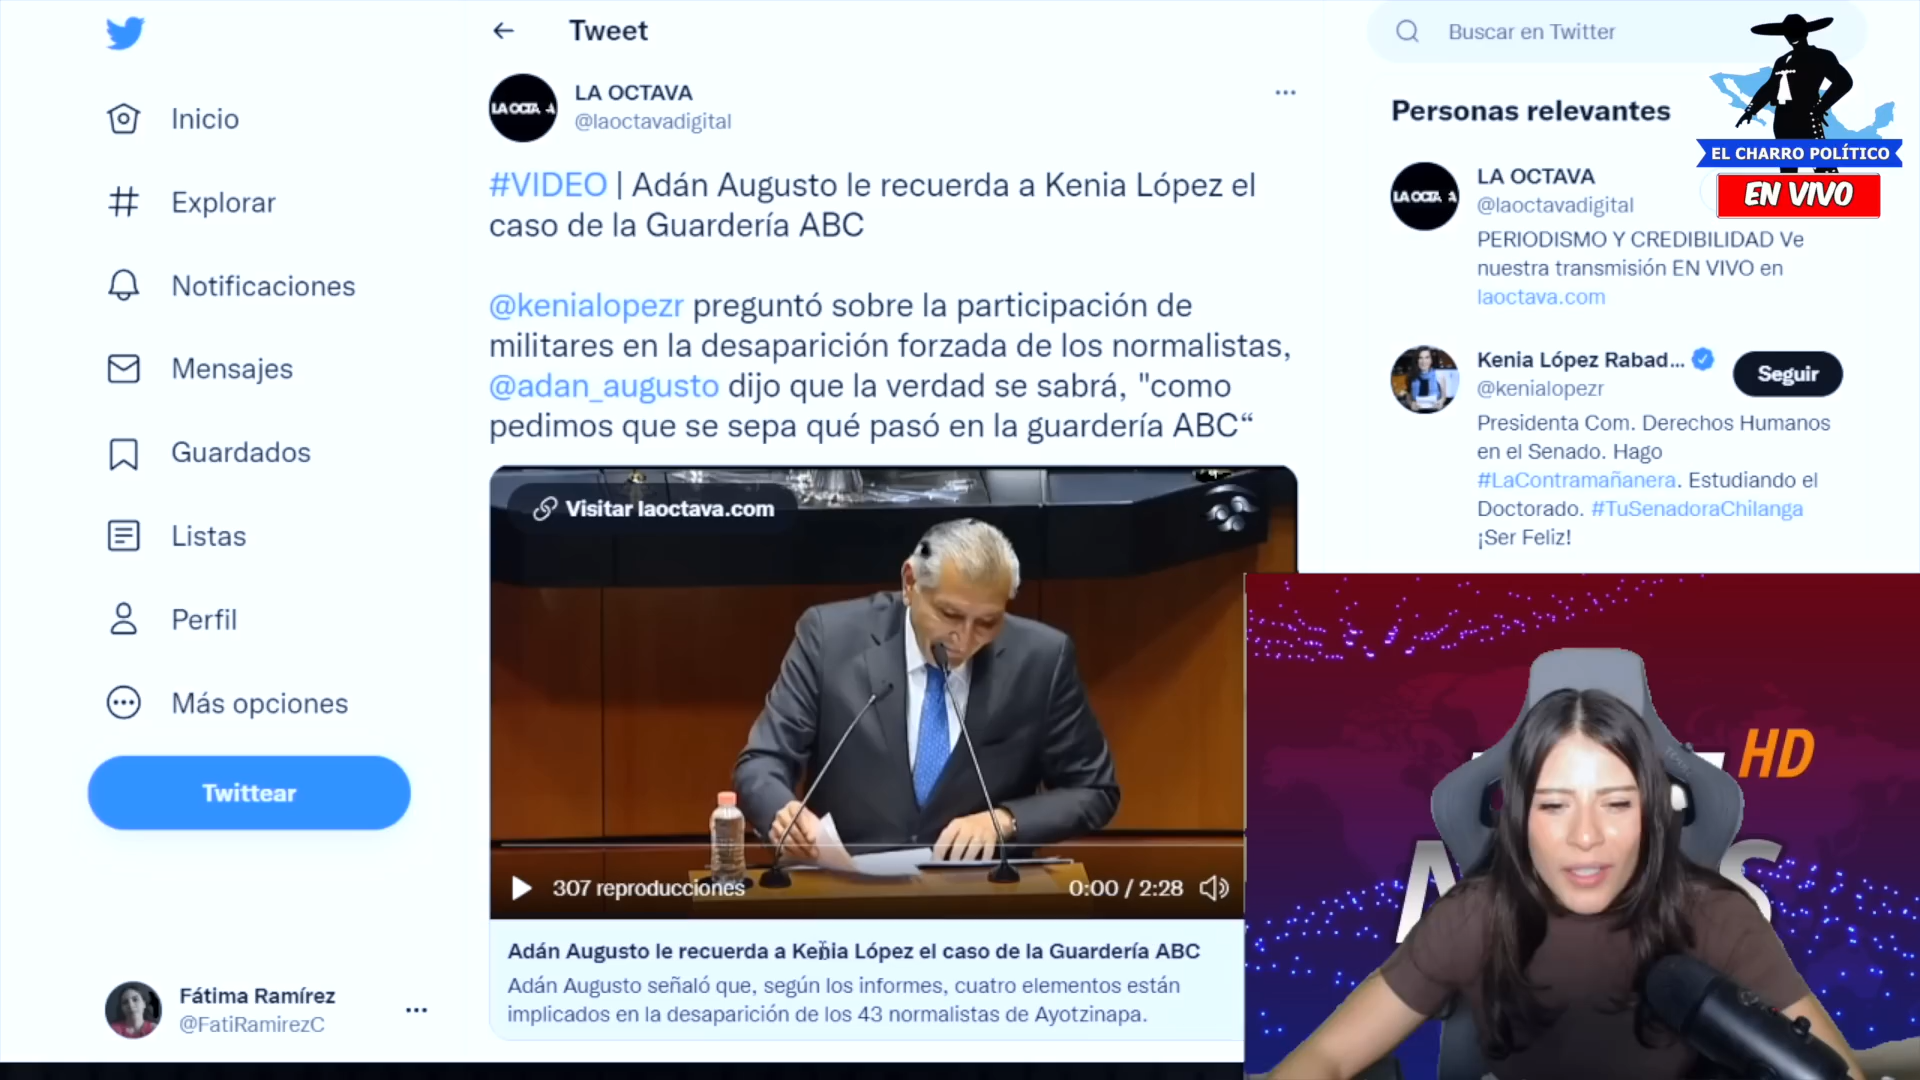 Tweet
Buscar en Twitter
Inicio
Explorar
Notificaciones
Mensajes
Guardados
Listas
Perfil
Más opciones
Twittear
Fátima Ramírez
@FatiRamirezC
LA OCTAVA
@laoctavadigital
#VIDEO | Adán Augusto le recuerda a Kenia López el
caso de la Guardería ABC
@kenialopezr preguntó sobre la participación de
militares en la desaparición forzada de los normalistas,
@adan_augusto dijo que la verdad se sabrá, "como
pedimos que se sepa qué pasó en la guardería ABC“
Visitar laoctava.com
307 reproducciones
0:00 / 2:28
Adán Augusto le recuerda a Kenia López el caso de la Guardería ABC
Adán Augusto señaló que, según los informes, cuatro elementos están
implicados en la desaparición de los 43 normalistas de Ayotzinapa.
Personas relevantes
EL CHARRO POLÍTICO
EN VIVO
LA OCTAVA
@laoctavadigital
PERIODISMO Y CREDIBILIDAD Ve
nuestra transmisión EN VIVO en
laoctava.com
Kenia López Rabad...
Seguir
@kenialopezr
Presidenta Com. Derechos Humanos
en el Senado. Hago
#LaContramañanera. Estudiando el
Doctorado. #TuSenadoraChilanga
¡Ser Feliz!
HD